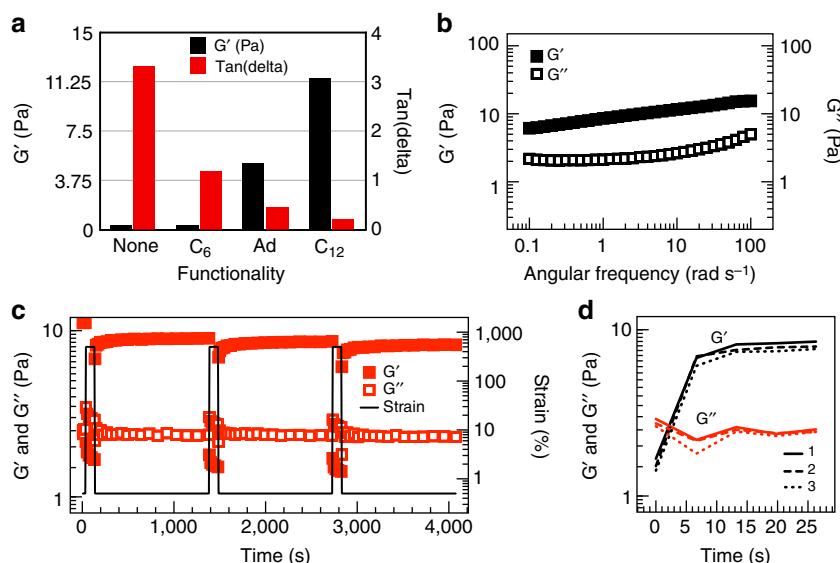 a
G′ (Pa)
Tan(delta)
15
11.25
7.5
3.75
0
G′ (Pa)
4
3
2
1
0
Tan(delta)
None C₆ Ad C₁₂
Functionality
b
G′
G″
100
10
1
G′ (Pa)
100
10
1
G″ (Pa)
0.1 1 10 100
Angular frequency (rad s⁻¹)
c
10
1
G′ and G″ (Pa)
G′
G″
Strain
1,000
100
10
1
Strain (%)
0 1,000 2,000 3,000 4,000
Time (s)
d
10
1
G′ and G″ (Pa)
G′
G″
1
2
3
0 5 10 15 20 25
Time (s)